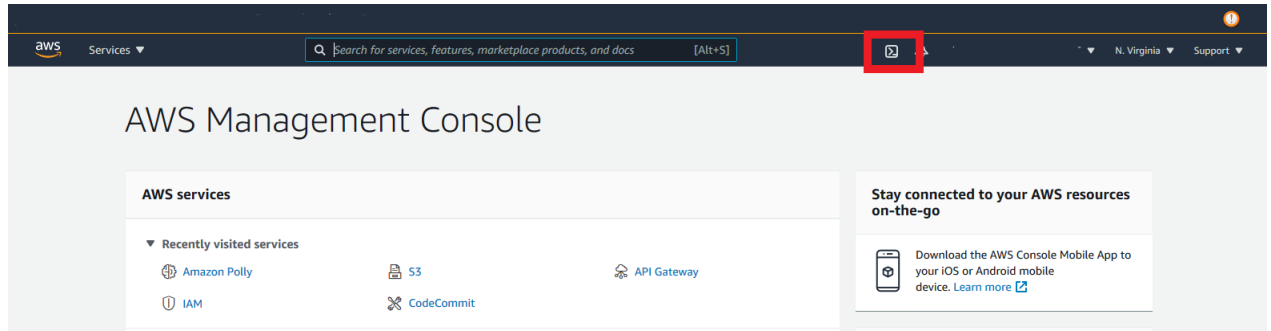 aws
Services ▼
Search for services, features, marketplace products, and docs [Alt+S]
N. Virginia ▼
Support ▼
AWS Management Console
AWS services
▼ Recently visited services
Amazon Polly
S3
API Gateway
IAM
CodeCommit
Stay connected to your AWS resources
on-the-go
Download the AWS Console Mobile App to
your iOS or Android mobile
device. Learn more